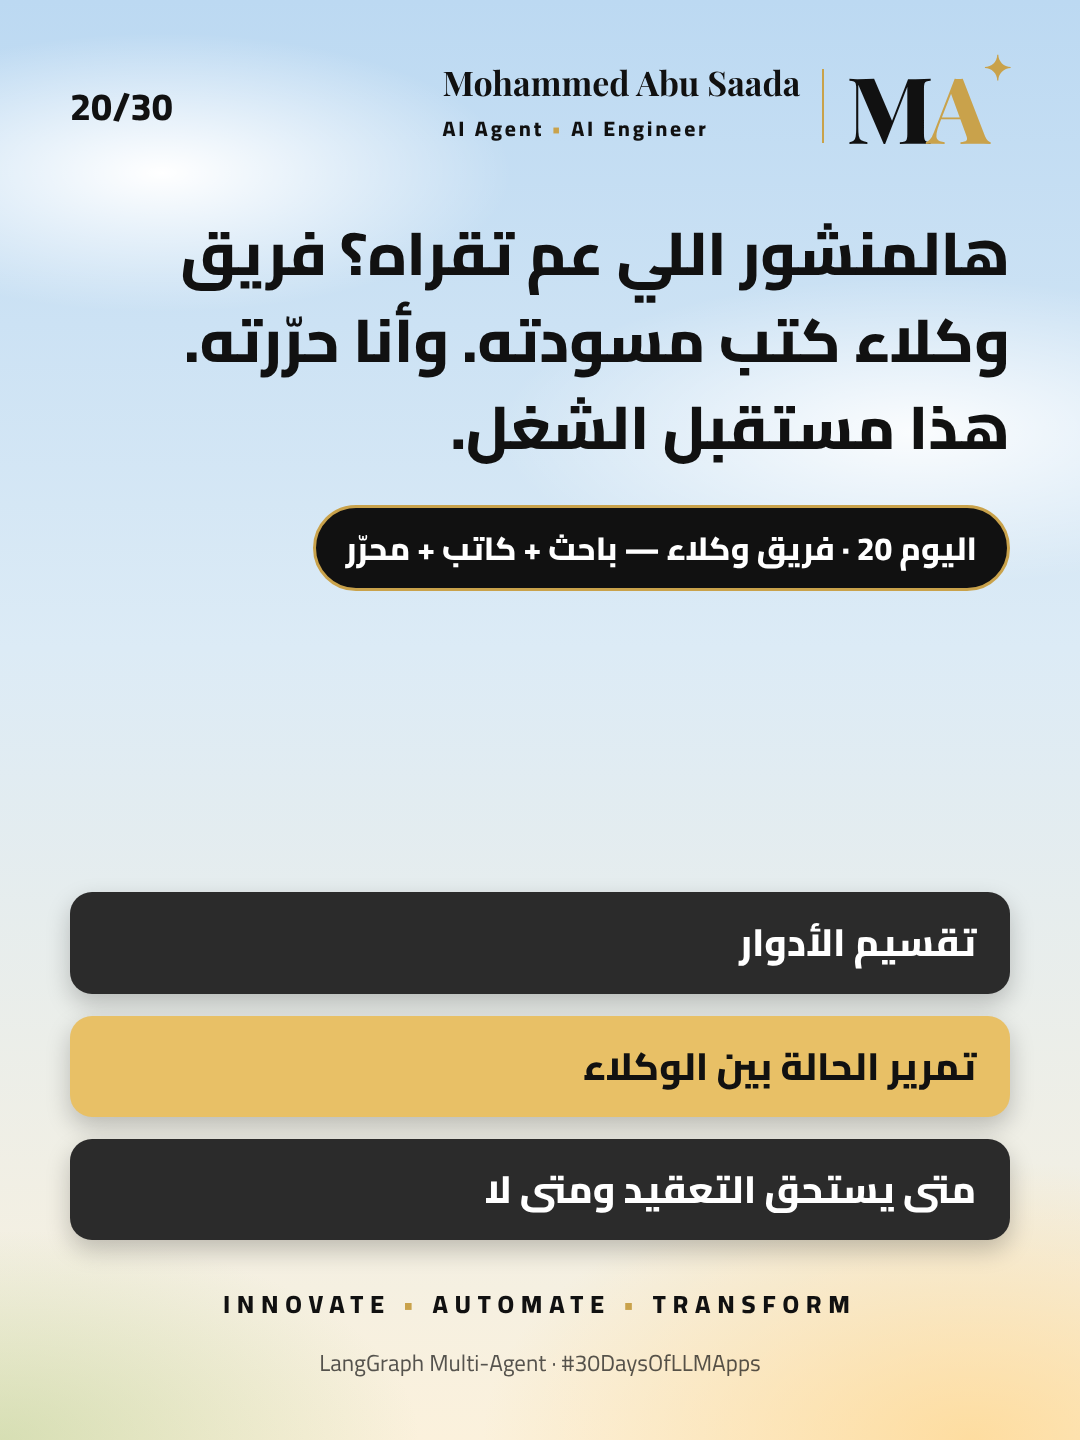 20/30
Mohammed Abu Saada
AI Agent ▪ AI Engineer
MA
هالمنشور اللي عم تقراه؟ فريق
وكلاء كتب مسودته. وأنا حرّرته.
هذا مستقبل الشغل.
اليوم 20 · فريق وكلاء — باحث + كاتب + محرّر
تقسيم الأدوار
تمرير الحالة بين الوكلاء
متى يستحق التعقيد ومتى لا
INNOVATE ▪ AUTOMATE ▪ TRANSFORM
LangGraph Multi-Agent · #30DaysOfLLMApps